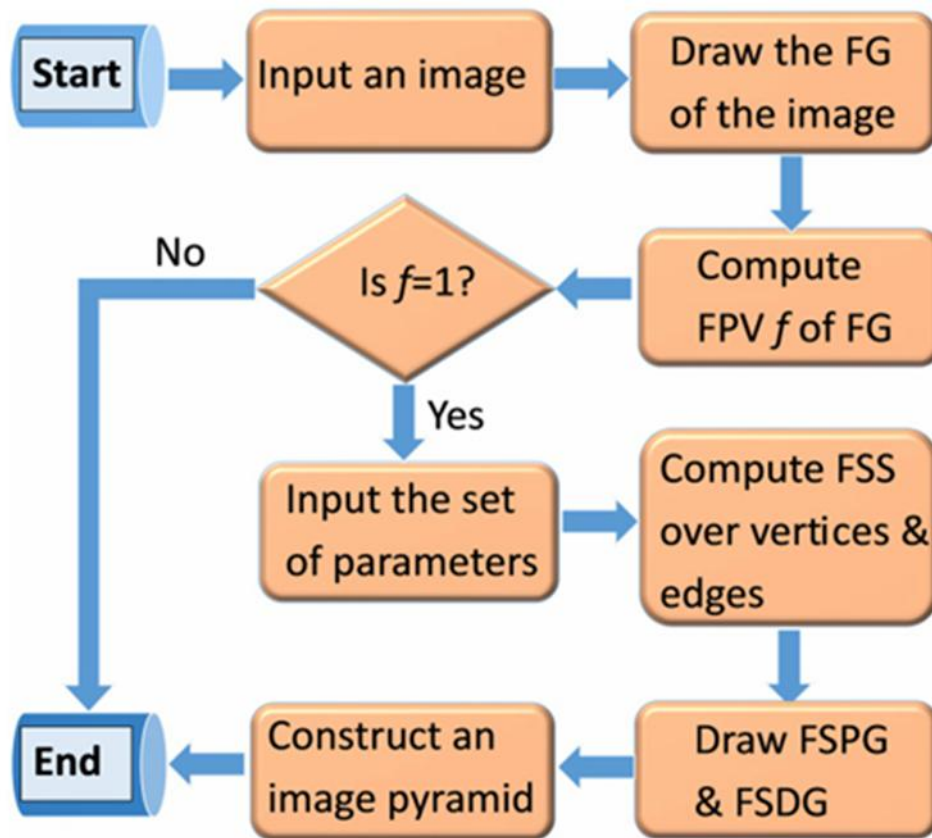 Start
Input an image
Draw the FG
of the image
Compute
FPV f of FG
Is f=1?
No
Yes
Input the set
of parameters
Compute FSS
over vertices &
edges
Draw FSPG
& FSDG
Construct an
image pyramid
End